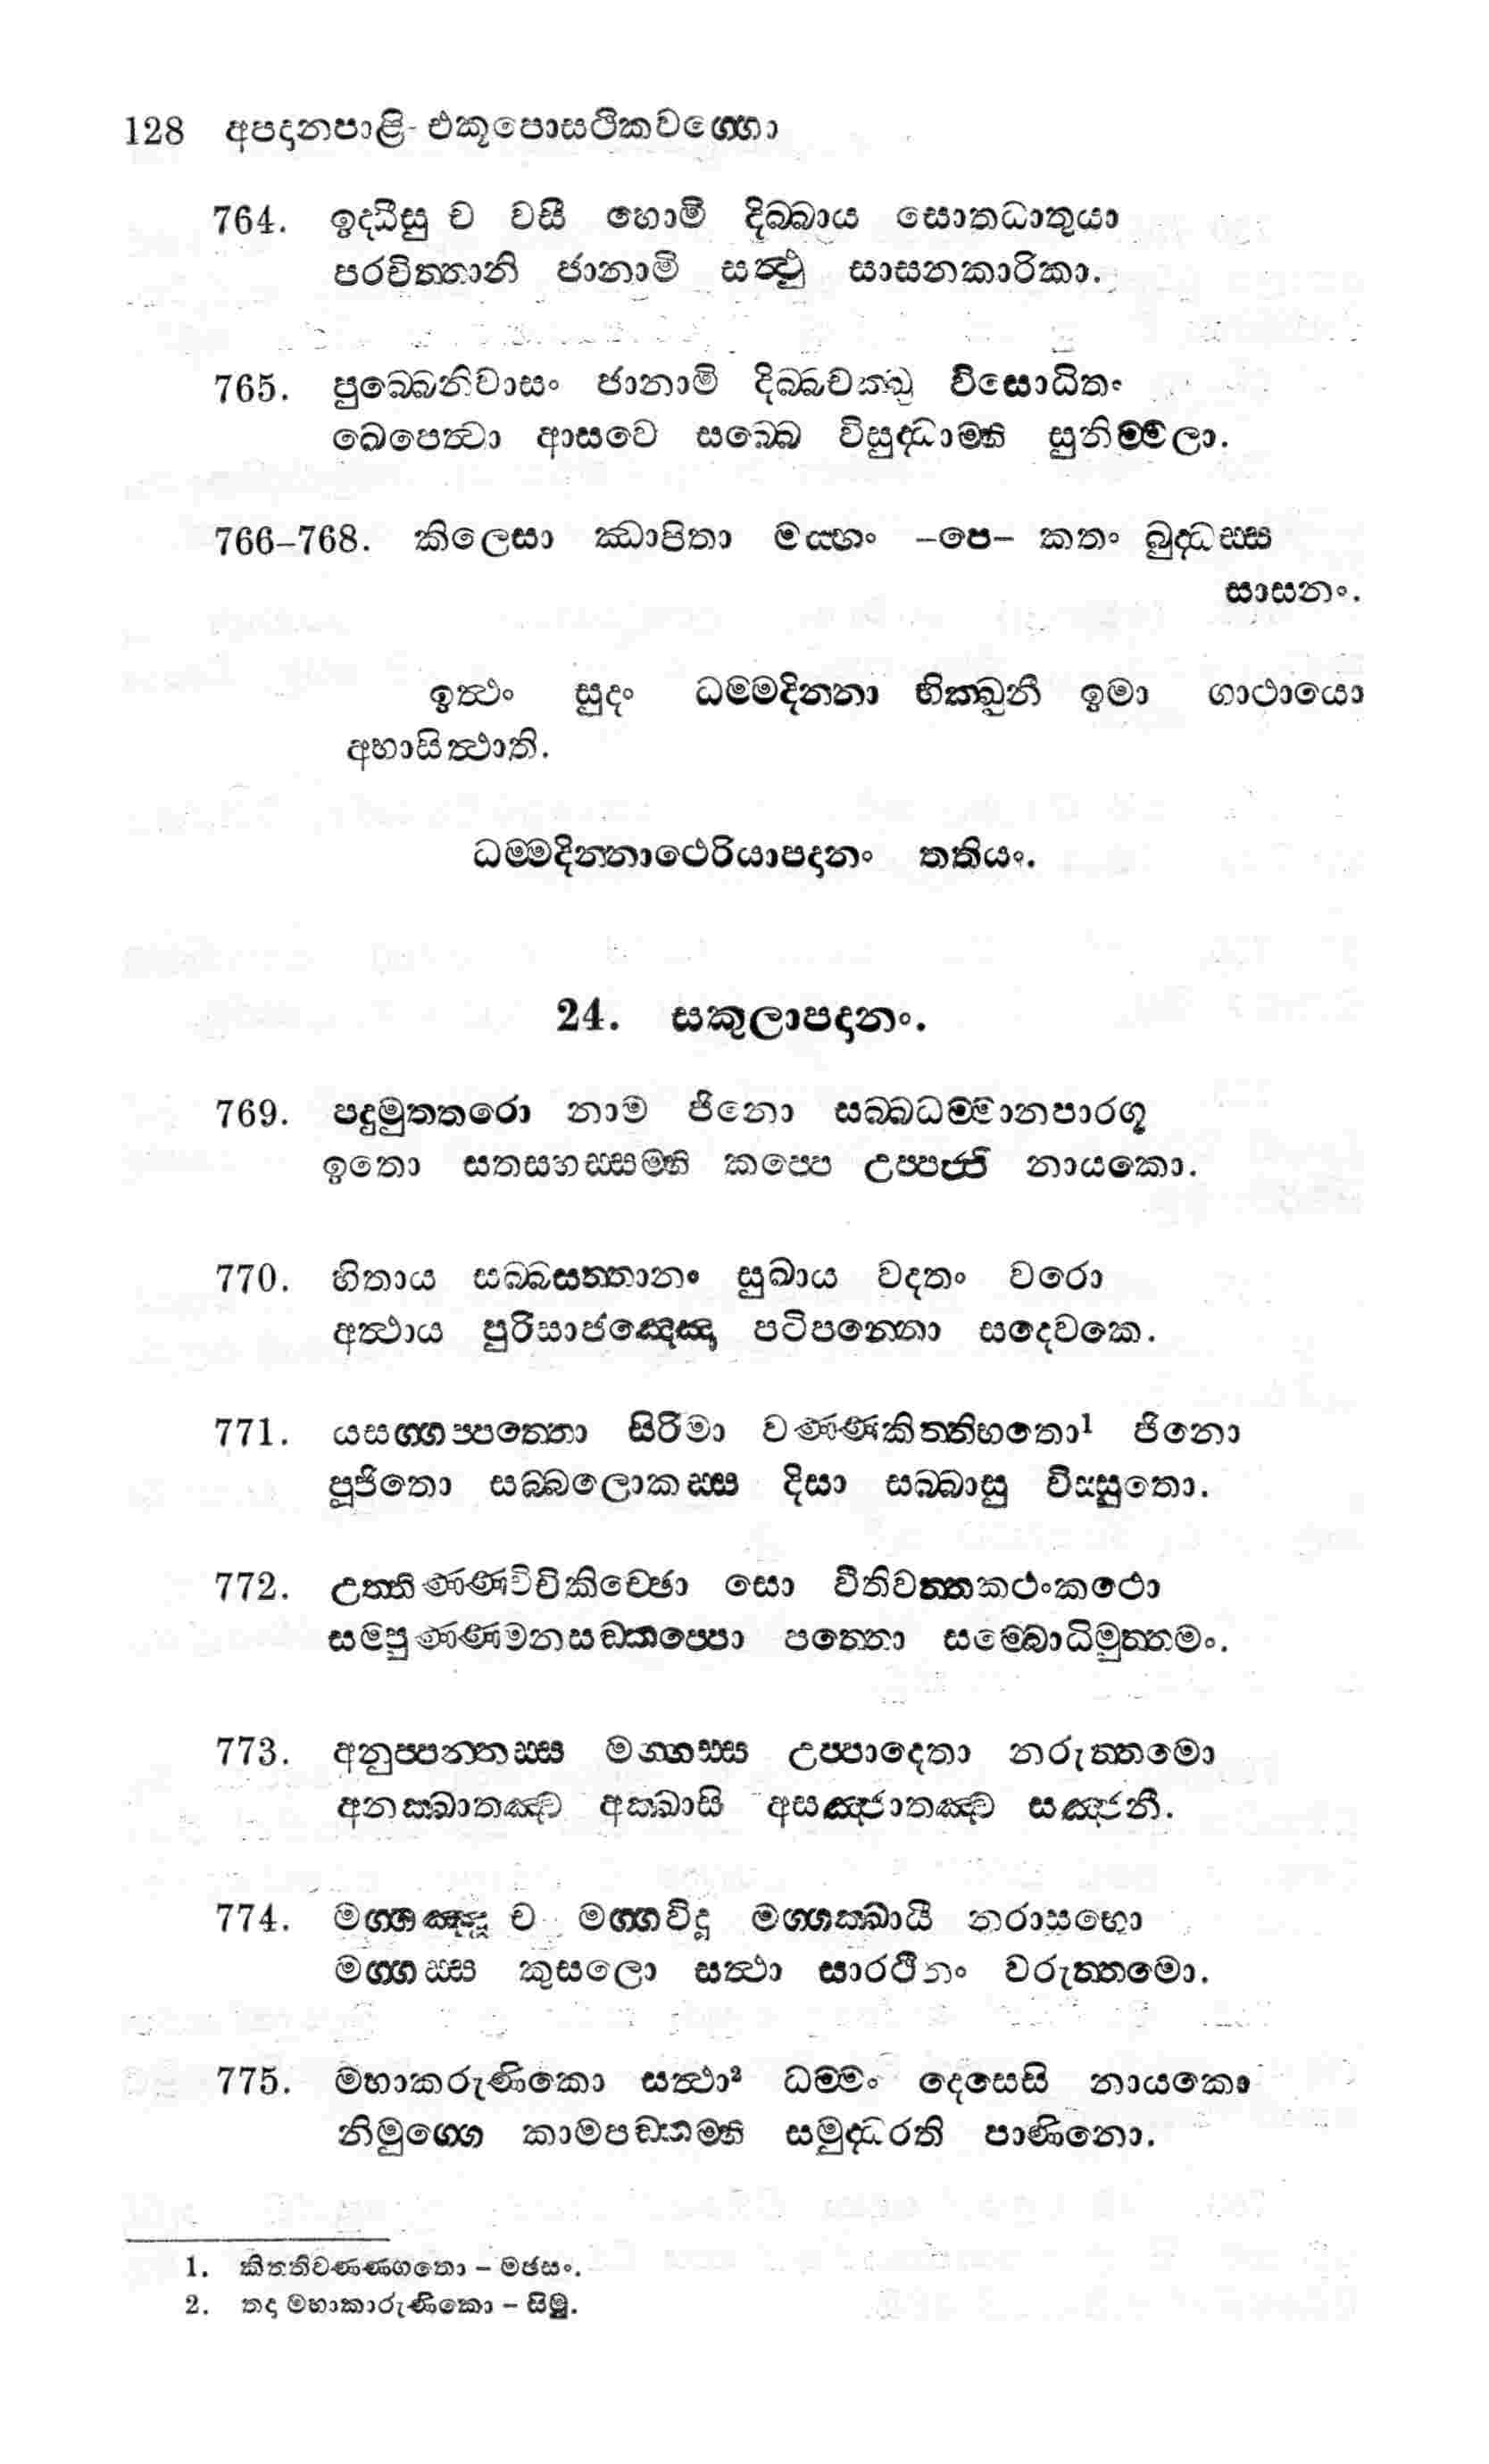 128 අපදානපාළි- එකූපොසථිකවග්ගො
764. ඉද්ධීසු ච වසී හොමි දිබ්බාය සොතධාතුයා
පරචිත්තානි ජානාමි සත්ථු සාසනකාරිකා.
765. පුබ්බෙනිවාසං ජානාමි දිබ්බචක්ඛු විසොධිතං
ඛෙපෙත්වා ආසවෙ සබ්බෙ විසුද්ධාම්හි සුනිම්මලා.
766–768. කිලෙසා ඣාපිතා මය්හං –පෙ– කතං බුද්ධස්ස
සාසනං.
ඉත්ථං සුදං ධම්මදින්නා භික්ඛුනී ඉමා ගාථායො
අභාසිත්ථාති.
ධම්මදින්නාථෙරියාපදානං තතියං.
24. සකුලාපදානං.
769. පදුමුත්තරො නාම ජිනො සබ්බධම්මානපාරගූ
ඉතො සතසහස්සම්හි කප්පෙ උප්පජ්ජි නායකො.
770. හිතාය සබ්බසත්තානං සුඛාය වදතං වරො
අත්ථාය පුරිසාජඤ්ඤො පටිපන්නො සදෙවකෙ.
771. යසග්ගප්පත්තො සිරිමා වණ්ණකිත්තිභතො¹ ජිනො
පූජිතො සබ්බලොකස්ස දිසා සබ්බාසු විස්සුතො.
772. උත්තිණ්ණවිචිකිච්ඡො සො වීතිවත්තකථංකථො
සම්පුණ්ණමනසඞ්කප්පො පත්තො සම්බොධිමුත්තමං.
773. අනුප්පන්නස්ස මග්ගස්ස උප්පාදෙතා නරුත්තමො
අනක්ඛාතඤ්ච අක්ඛාසි අසඤ්ජාතඤ්ච සඤ්ජනී.
774. මග්ගඤ්ඤූ ච මග්ගවිදූ මග්ගක්ඛායී නරාසභො
මග්ගස්ස කුසලො සත්ථා සාරථීනං වරුත්තමො.
775. මහාකරුණිකො සත්ථා² ධම්මං දෙසෙසි නායකො
නිමුග්ගෙ කාමපඞ්කම්හි සමුද්ධරති පාණිනො.
1. කිත්තිවණ්ණගතො – මඡසං.
2. තදා මහාකාරුණිකො – සිමු.